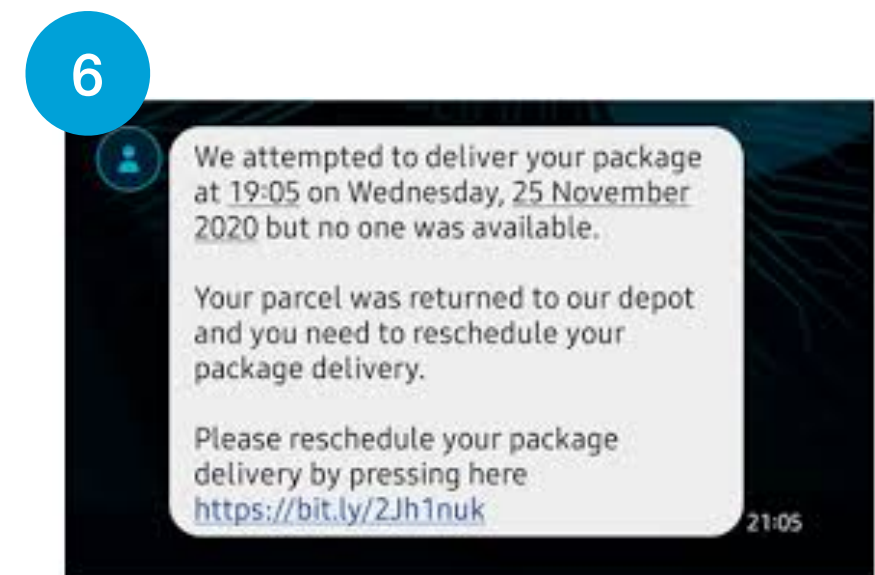 6
We attempted to deliver your package
at 19:05 on Wednesday, 25 November
2020 but no one was available.
Your parcel was returned to our depot
and you need to reschedule your
package delivery.
Please reschedule your package
delivery by pressing here
https://bit.ly/2Jh1nuk
21:05